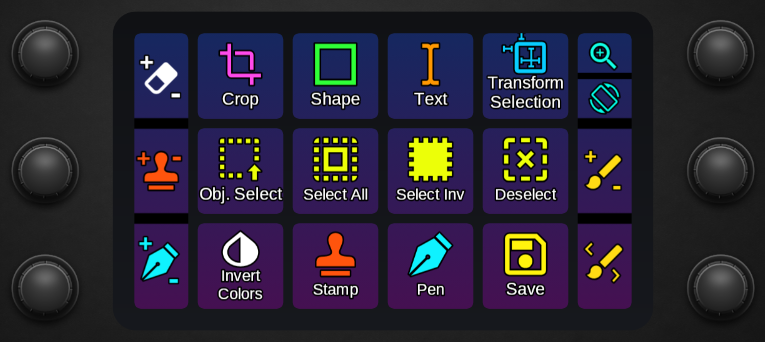 Crop
Shape
Text
Transform
Selection
Obj. Select
Select All
Select Inv
Deselect
Invert
Colors
Stamp
Pen
Save